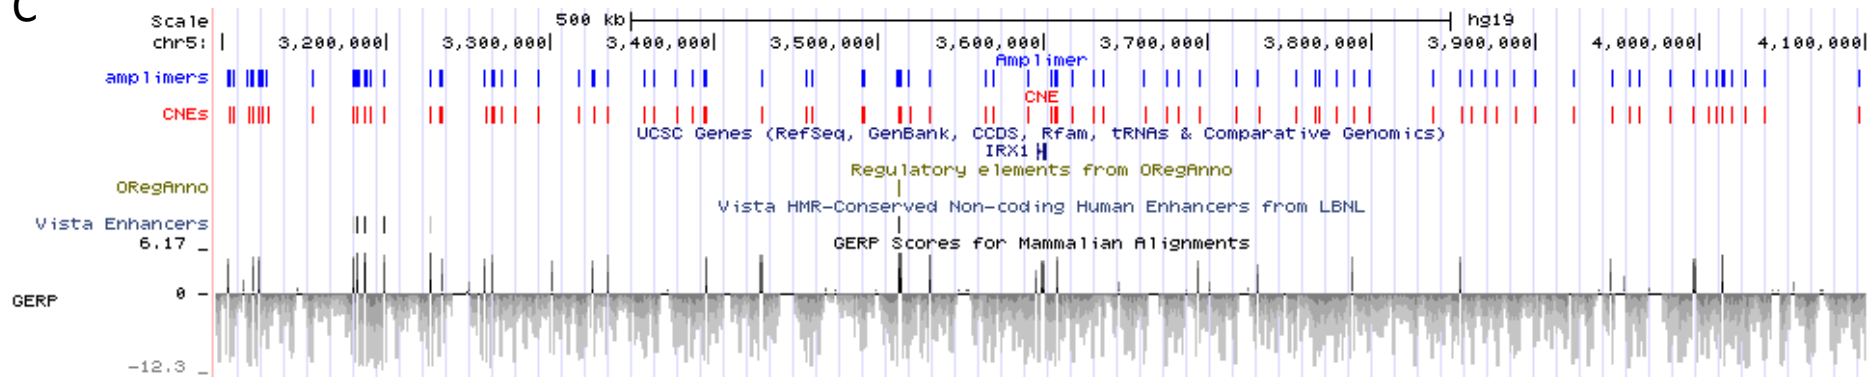 C
Scale 500 kb hg19
chr5: 3,200,000 3,300,000 3,400,000 3,500,000 3,600,000 3,700,000 3,800,000 3,900,000 4,000,000 4,100,000
Amplimer
amplimers
CNE
CNEs
UCSC Genes (RefSeq, GenBank, CCDS, Rfam, tRNAs & Comparative Genomics)
IRX1
Regulatory elements from ORegAnno
ORegAnno
Vista HMR-Conserved Non-coding Human Enhancers from LBNL
Vista Enhancers
GERP Scores for Mammalian Alignments
6.17 _
GERP 0 _
-12.3 _